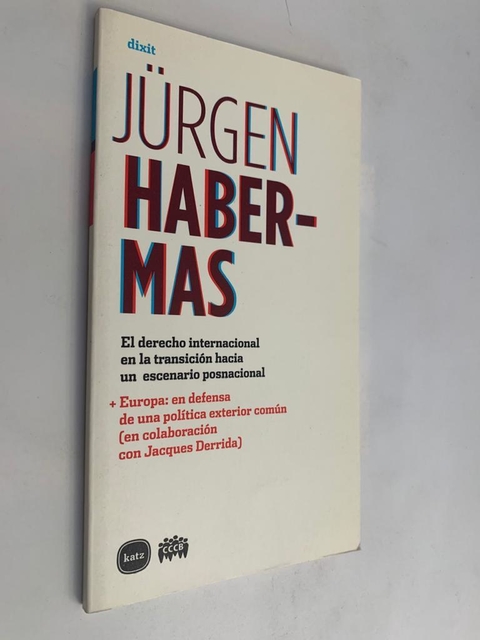 dixit
JÜRGEN
HABER-
MAS
El derecho internacional
en la transición hacia
un escenario posnacional
+ Europa: en defensa
de una política exterior común
(en colaboración
con Jacques Derrida)
katz
CCCB